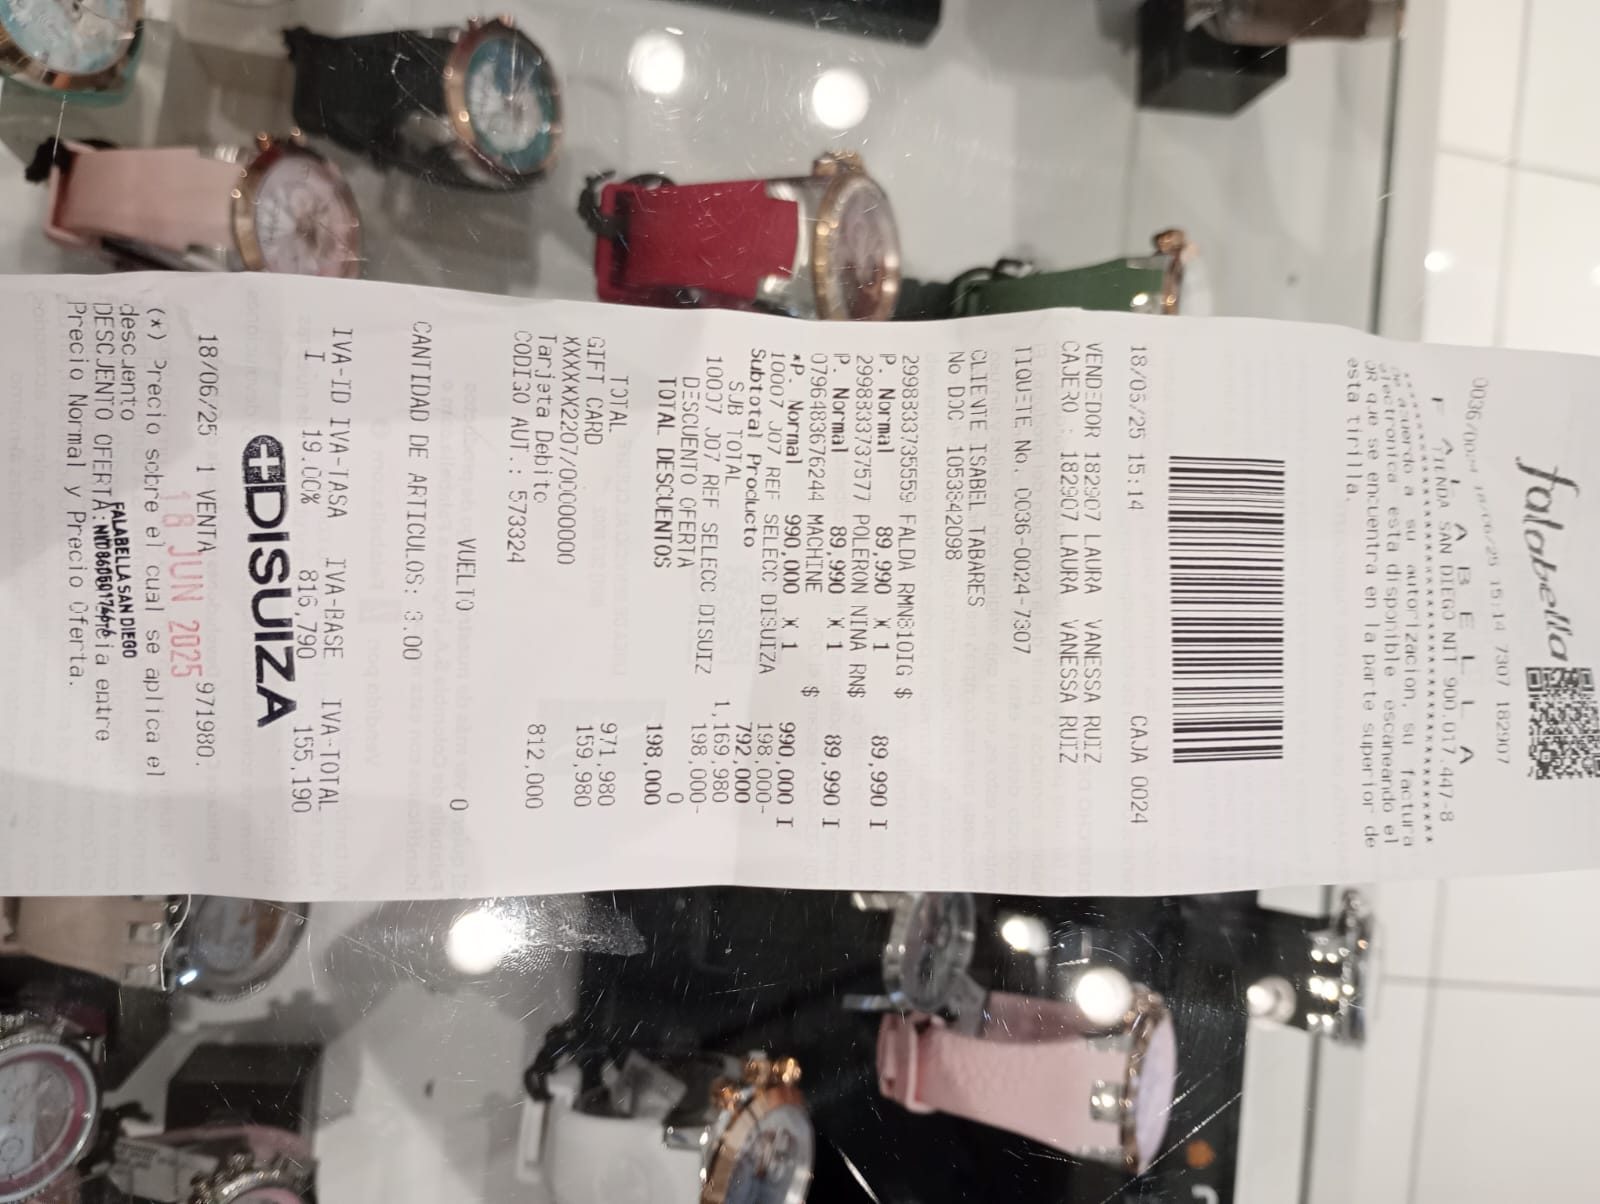 falabella
0036/0024 18/06/25 15:14 7307 182907
F A L A B E L L A
TIENDA SAN DIEGO NIT 900.017.447-8
De acuerdo a su autorizacion, su factura
electronica esta disponible escaneando el
QR que se encuentra en la parte superior de
esta tirilla.
18/06/25 15:14 CAJA 0024
VENDEDOR 182907 LAURA VANESSA RUIZ
CAJERO : 182907 LAURA VANESSA RUIZ
TIQUETE No. 0036-0024-7307
CLIENTE ISABEL TABARES
No DOC 1053842098
2998333735559 FALDA RMN610IG $
P. Normal 89,990 X 1 89,990 I
2998333737577 POLERON NINA RN$
P. Normal 89,990 X 1 89,990 I
0796483676244 MACHINE $
*P. Normal 990,000 X 1 990,000 I
10007 J07 REF SELECC DISUIZA 198,000-
Subtotal Producto 792,000
SUB TOTAL 1,169,980
10007 J07 REF SELECC DISUIZ 198,000-
DESCUENTO OFERTA 0
TOTAL DESCUENTOS 198,000
TOTAL 971,980
GIFT CARD 159,980
XXXXXX2207/00000000
Tarjeta Debito 812,000
CODIGO AUT.: 573324
VUELTO 0
CANTIDAD DE ARTICULOS: 3.00
IVA-ID IVA-TASA IVA-BASE IVA-TOTAL
I 19.00% 816,790 155,190
DISUIZA
18/06/25 1 VENTA 971980.
18 JUN 2025
(*) Precio sobre el cual se aplica el
descuento
FALABELLA SAN DIEGO
DESCUENTO OFERTA: entre
Precio Normal y Precio Oferta.